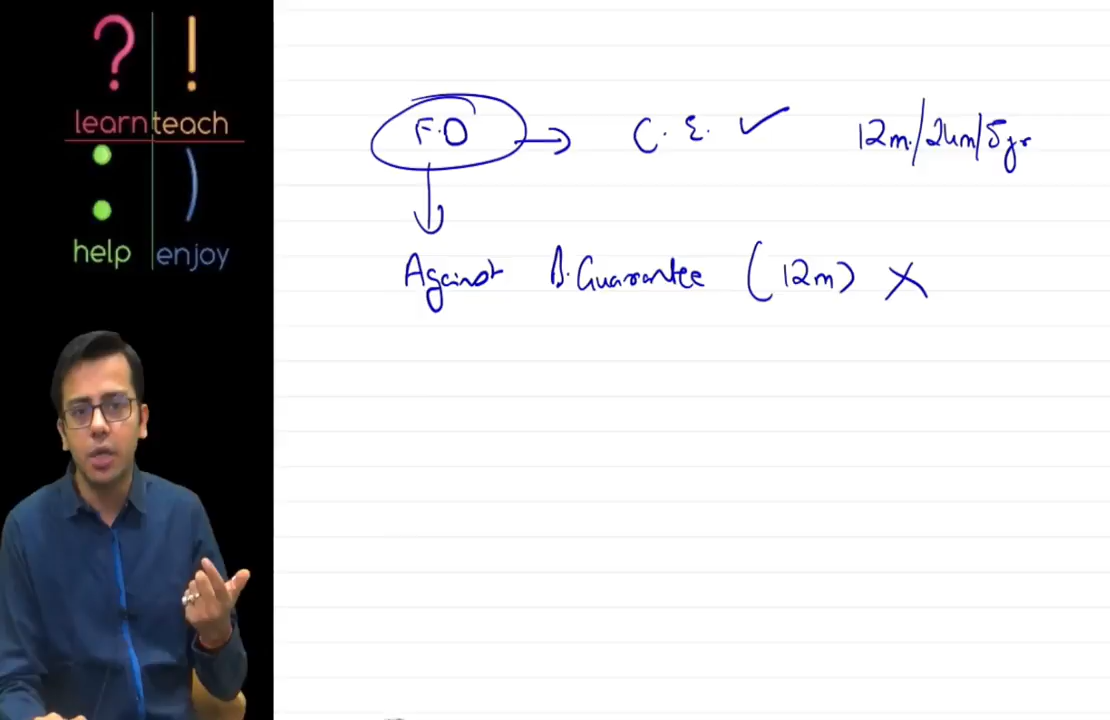 ? !
learn teach
: )
help enjoy
F.D → C.E. ✓ 12m/24m/5yr
↓
Against B.Guarantee (12m) X